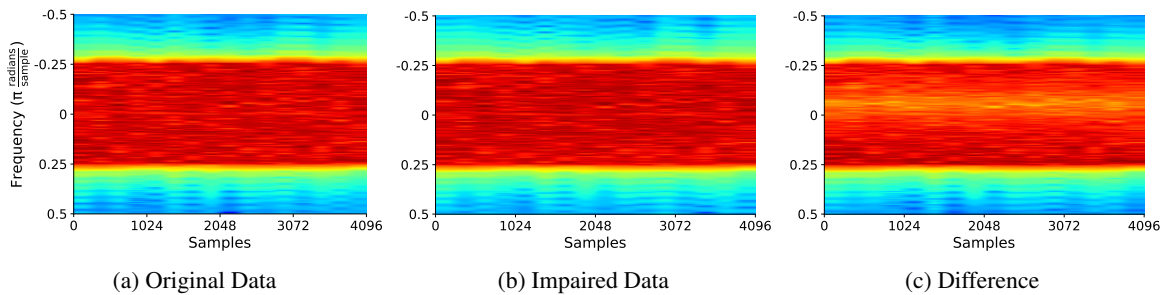 Frequency (π radians/sample)
-0.5
-0.25
0
0.25
0.5
0 1024 2048 3072 4096
Samples
(a) Original Data
-0.5
-0.25
0
0.25
0.5
0 1024 2048 3072 4096
Samples
(b) Impaired Data
-0.5
-0.25
0
0.25
0.5
0 1024 2048 3072 4096
Samples
(c) Difference